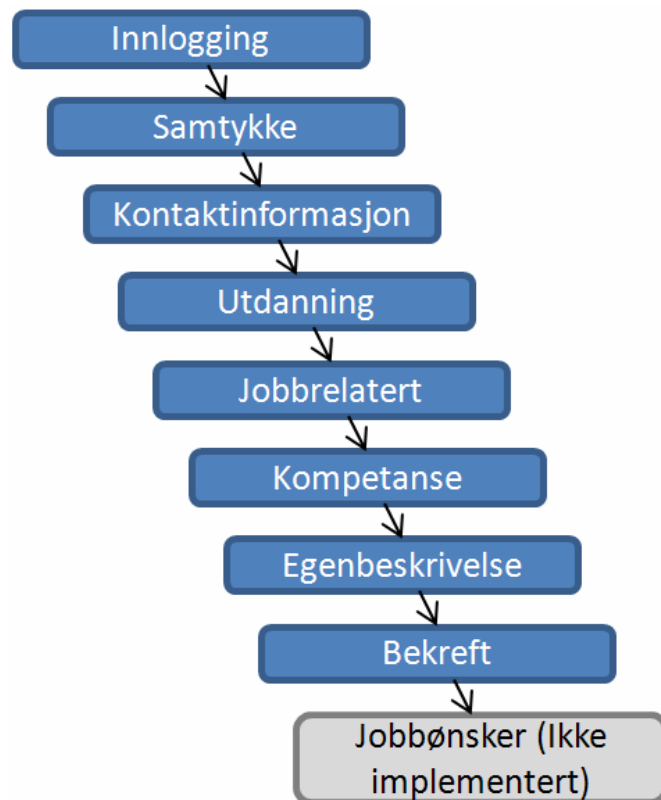 Innlogging
Samtykke
Kontaktinformasjon
Utdanning
Jobbrelatert
Kompetanse
Egenbeskrivelse
Bekreft
Jobbønsker (Ikke
implementert)